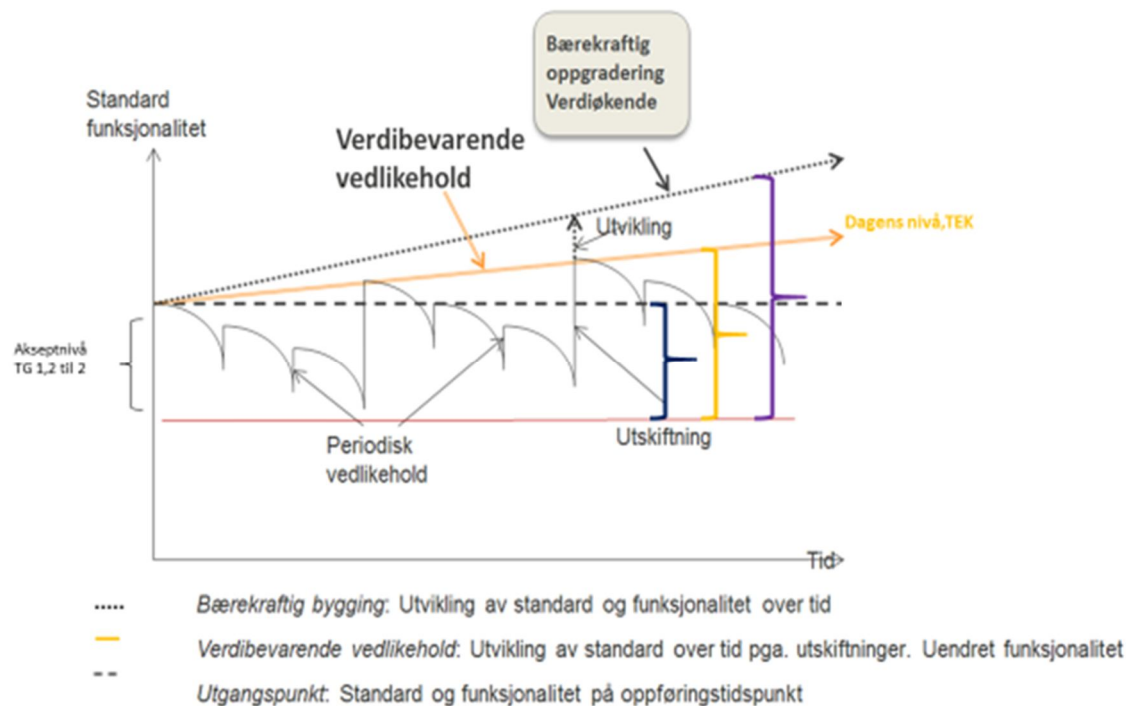 Bærekraftig
oppgradering
Verdiøkende
Standard
funksjonalitet
Verdibevarende
vedlikehold
Utvikling
Dagens nivå,TEK
Akseptnivå
TG 1,2 til 2
Periodisk
vedlikehold
Utskiftning
Tid
Bærekraftig bygging: Utvikling av standard og funksjonalitet over tid
Verdibevarende vedlikehold: Utvikling av standard over tid pga. utskiftninger. Uendret funksjonalitet
Utgangspunkt: Standard og funksjonalitet på oppføringstidspunkt